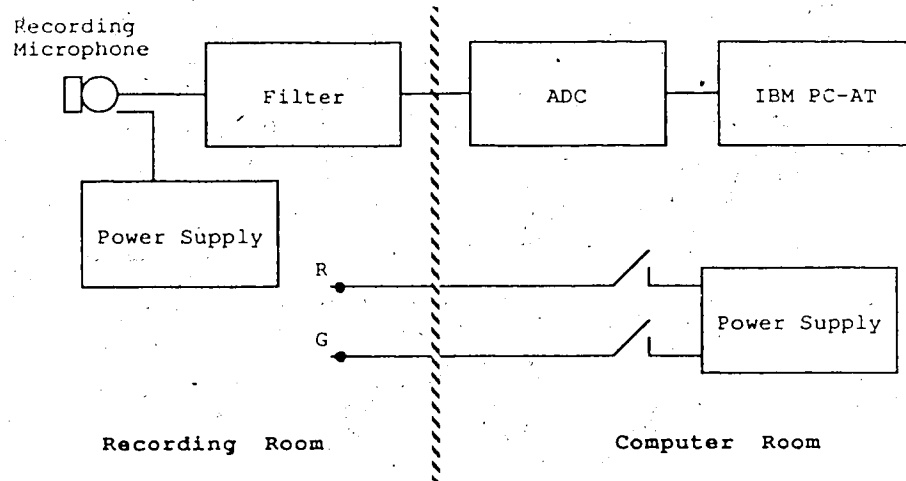 Recording
Microphone
Filter
ADC
IBM PC-AT
Power Supply
R
G
Power Supply
Recording Room
Computer Room